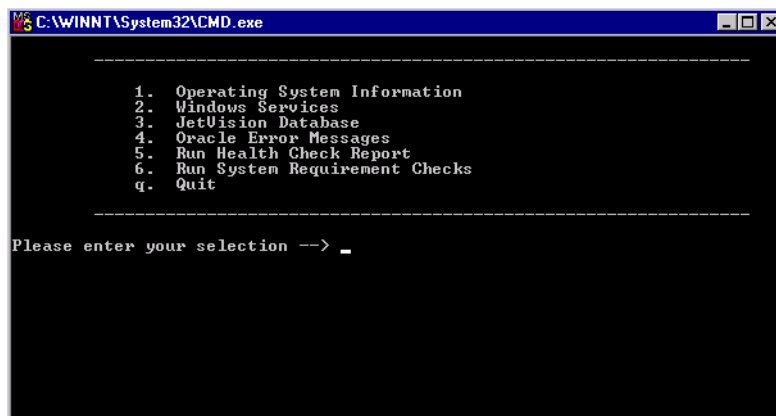 C:\WINNT\System32\CMD.exe
1. Operating System Information
2. Windows Services
3. JetVision Database
4. Oracle Error Messages
5. Run Health Check Report
6. Run System Requirement Checks
q. Quit
Please enter your selection -->